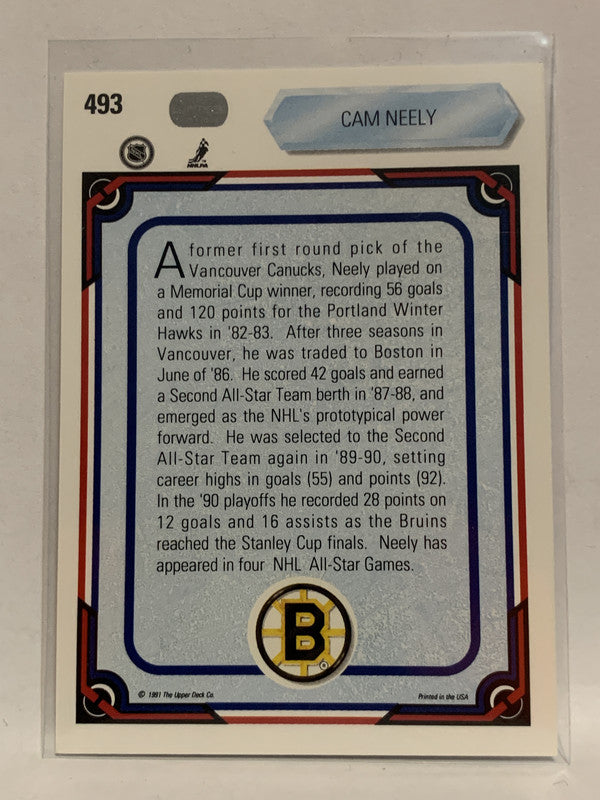 493
CAM NEELY
NHL
NHLPA
A former first round pick of the
Vancouver Canucks, Neely played on
a Memorial Cup winner, recording 56 goals
and 120 points for the Portland Winter
Hawks in '82-83. After three seasons in
Vancouver, he was traded to Boston in
June of '86. He scored 42 goals and earned
a Second All-Star Team berth in '87-88, and
emerged as the NHL's prototypical power
forward. He was selected to the Second
All-Star Team again in '89-90, setting
career highs in goals (55) and points (92).
In the '90 playoffs he recorded 28 points on
12 goals and 16 assists as the Bruins
reached the Stanley Cup finals. Neely has
appeared in four NHL All-Star Games.
B
®
© 1991 The Upper Deck Co.
Printed in the USA